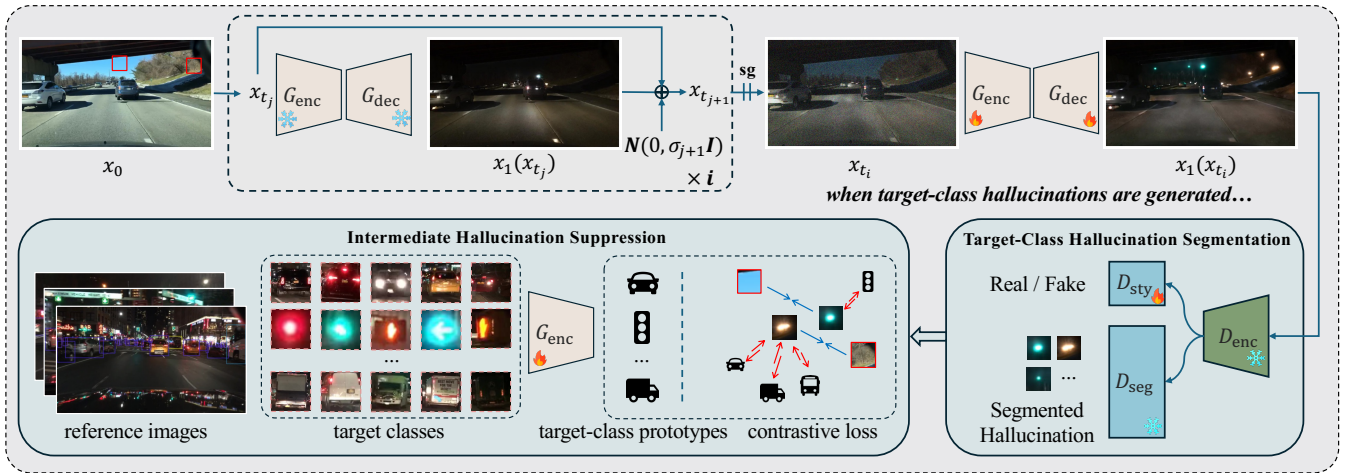 x_0
x_{t_j}
G_enc
G_dec
x_1(x_{t_j})
⊕
x_{t_{j+1}}
N(0, σ_{j+1}I)
× i
sg
x_{t_i}
G_enc
G_dec
x_1(x_{t_i})
when target-class hallucinations are generated…
Intermediate Hallucination Suppression
reference images
...
target classes
G_enc
...
target-class prototypes
contrastive loss
Target-Class Hallucination Segmentation
Real / Fake
D_sty
D_enc
D_seg
...
Segmented
Hallucination